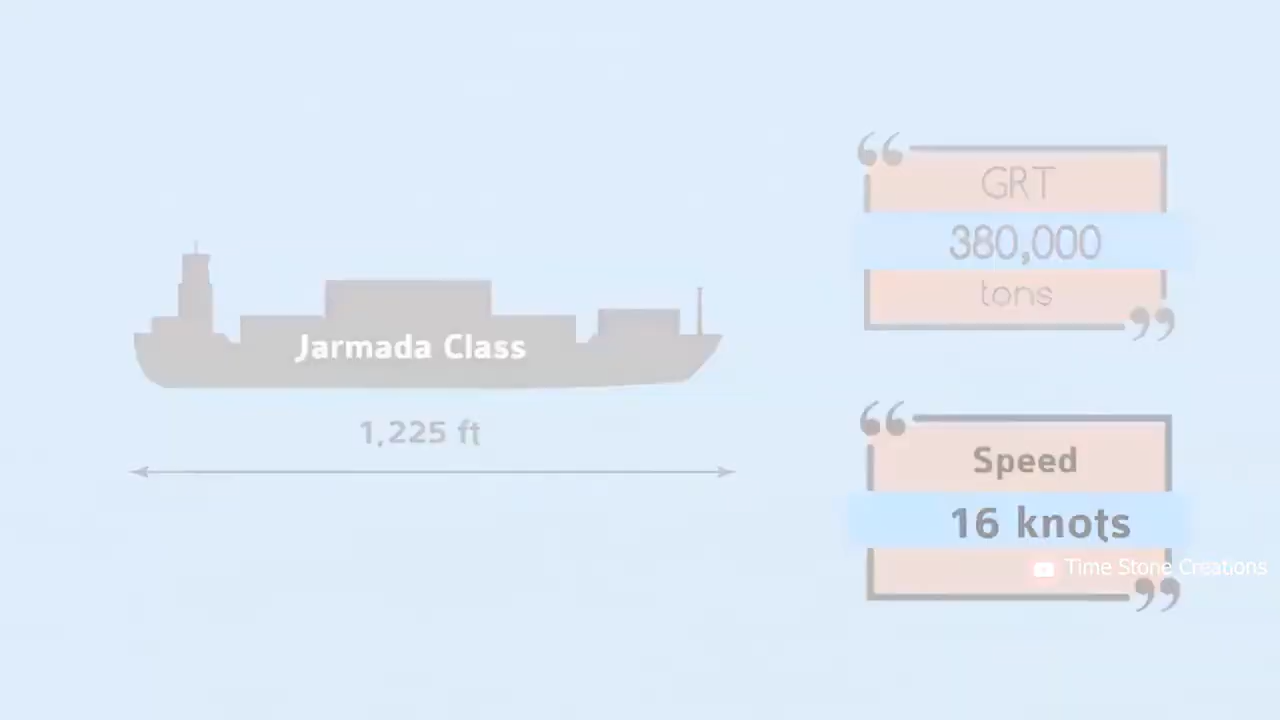 Jarmada Class
1,225 ft
GRT
380,000
tons
Speed
16 knots
Time Stone Creations